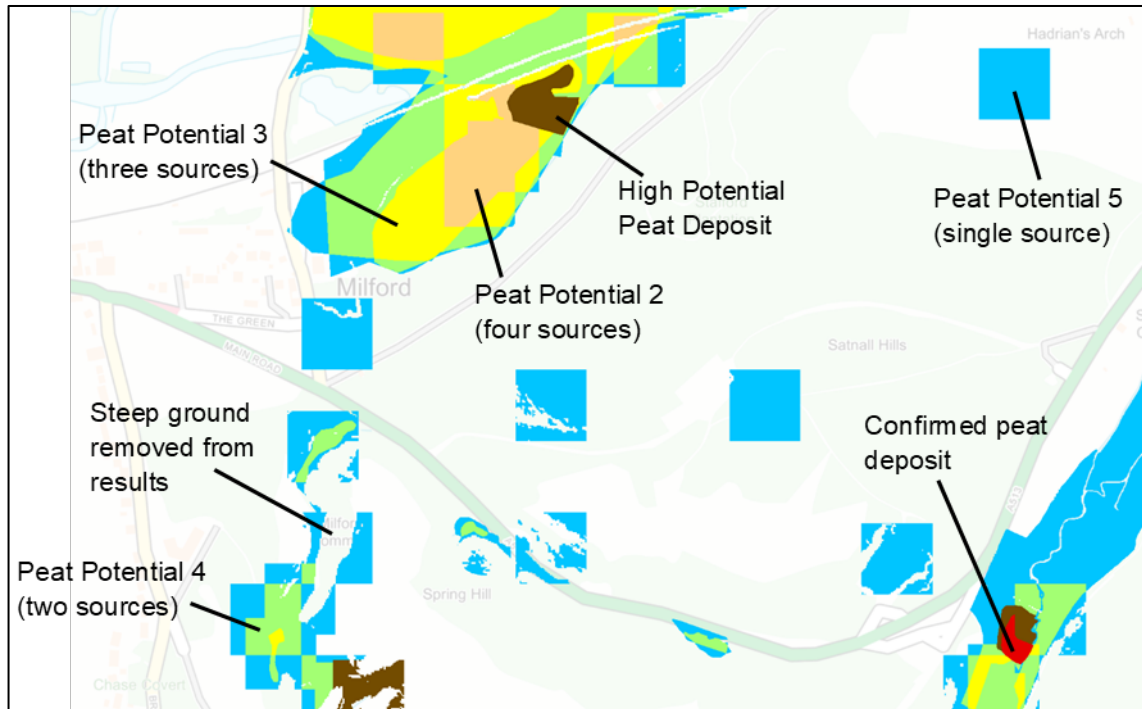 Hadrian's Arch
Peat Potential 3
(three sources)
High Potential
Peat Deposit
Peat Potential 5
(single source)
Milford
Peat Potential 2
(four sources)
THE GREEN
MAIN ROAD
Satnall Hills
Steep ground
removed from
results
Confirmed peat
deposit
A513
Peat Potential 4
(two sources)
Spring Hill
Chase Covert